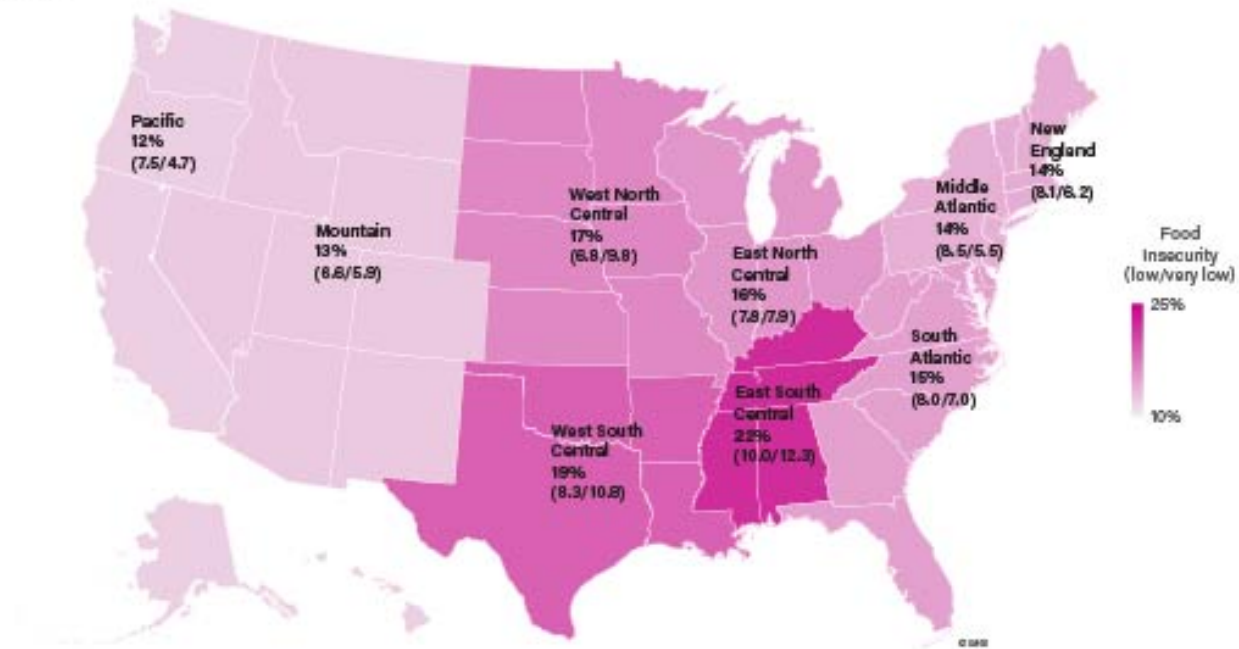 Pacific
12%
(7.5/4.7)
Mountain
13%
(6.6/5.9)
West North
Central
17%
(6.8/9.8)
East North
Central
16%
(7.8/7.9)
New
England
14%
(8.1/6.2)
Middle
Atlantic
14%
(8.5/5.5)
South
Atlantic
15%
(8.0/7.0)
East South
Central
22%
(10.0/12.3)
West South
Central
19%
(8.3/10.8)
Food
Insecurity
(low/very low)
25%
10%